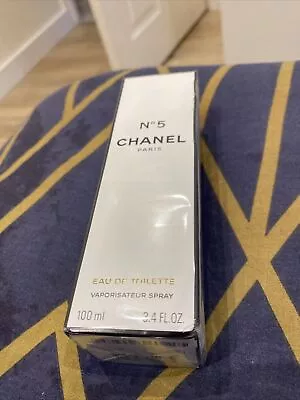 N°5
CHANEL
PARIS
EAU DE TOILETTE
VAPORISATEUR SPRAY
100 ml 3.4 FL.OZ.